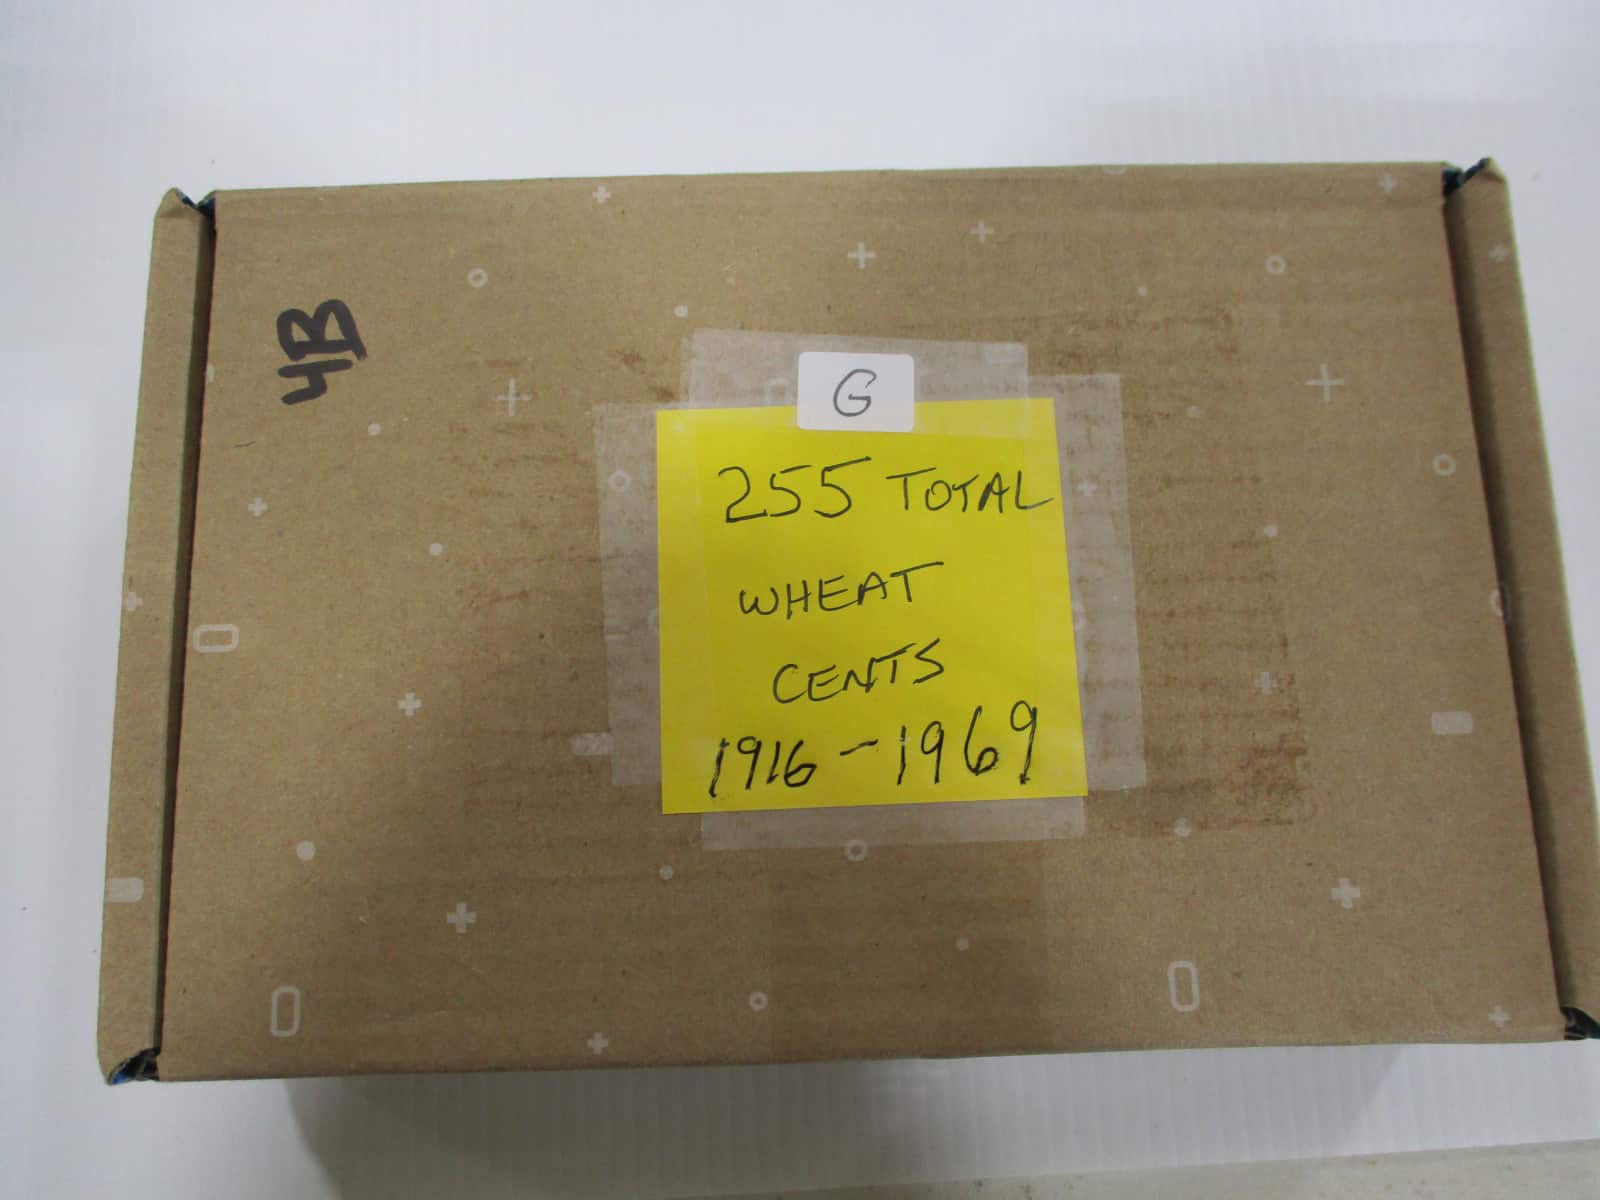 4B
G
255 TOTAL
WHEAT
CENTS
1916-1969